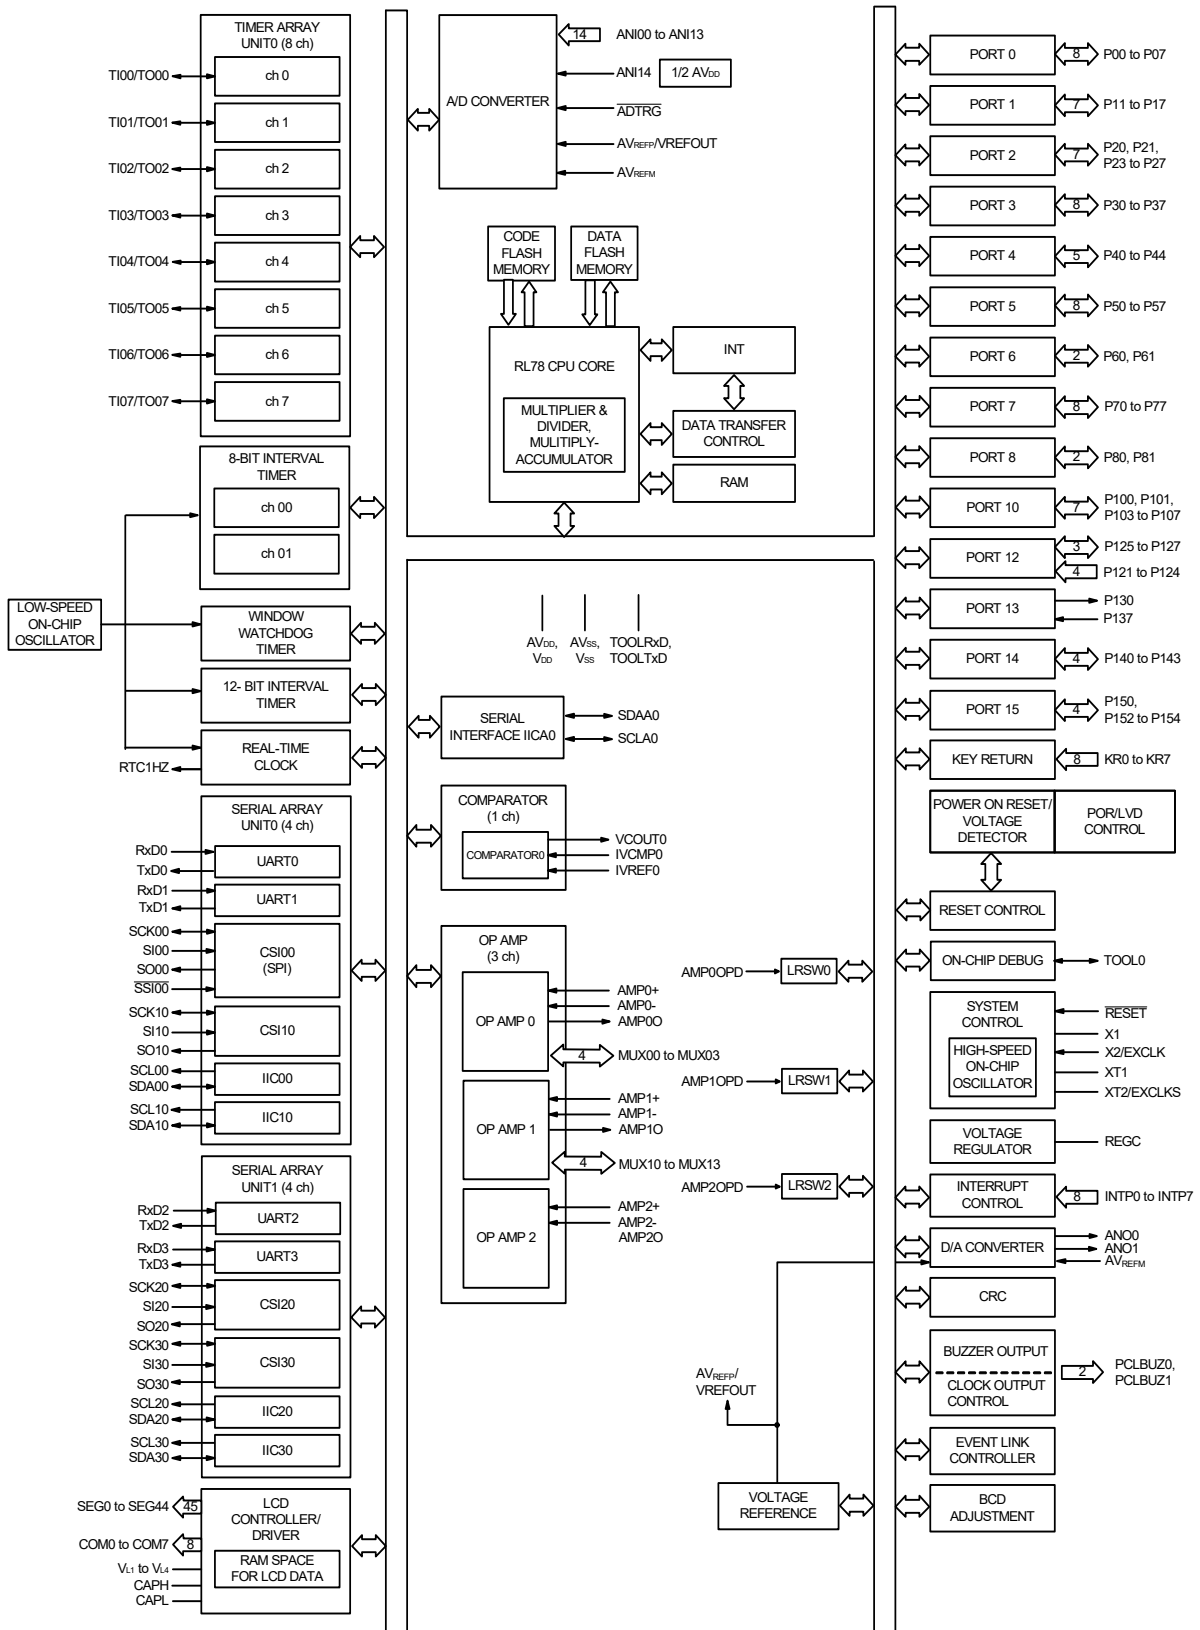 TIMER ARRAY
UNIT0 (8 ch)
TI00/TO00
ch 0
TI01/TO01
ch 1
TI02/TO02
ch 2
TI03/TO03
ch 3
TI04/TO04
ch 4
TI05/TO05
ch 5
TI06/TO06
ch 6
TI07/TO07
ch 7
8-BIT INTERVAL
TIMER
ch 00
ch 01
LOW-SPEED
ON-CHIP
OSCILLATOR
WINDOW
WATCHDOG
TIMER
12- BIT INTERVAL
TIMER
REAL-TIME
CLOCK
RTC1HZ
SERIAL ARRAY
UNIT0 (4 ch)
RxD0
TxD0
UART0
RxD1
TxD1
UART1
SCK00
SI00
SO00
SSI00
CSI00
(SPI)
SCK10
SI10
SO10
CSI10
SCL00
SDA00
IIC00
SCL10
SDA10
IIC10
SERIAL ARRAY
UNIT1 (4 ch)
RxD2
TxD2
UART2
RxD3
TxD3
UART3
SCK20
SI20
SO20
CSI20
SCK30
SI30
SO30
CSI30
SCL20
SDA20
IIC20
SCL30
SDA30
IIC30
SEG0 to SEG44
45
COM0 to COM7
8
VL1 to VL4
CAPH
CAPL
LCD
CONTROLLER/
DRIVER
RAM SPACE
FOR LCD DATA
A/D CONVERTER
14
ANI00 to ANI13
ANI14
1/2 AVDD
ADTRG
AVREFP/VREFOUT
AVREFM
CODE
FLASH
MEMORY
DATA
FLASH
MEMORY
RL78 CPU CORE
MULTIPLIER &
DIVIDER,
MULITIPLY-
ACCUMULATOR
INT
DATA TRANSFER
CONTROL
RAM
AVDD,
VDD
AVSS,
VSS
TOOLRxD,
TOOLTxD
SERIAL
INTERFACE IICA0
SDAA0
SCLA0
COMPARATOR
(1 ch)
COMPARATOR0
VCOUT0
IVCMP0
IVREF0
OP AMP
(3 ch)
OP AMP 0
AMP0+
AMP0-
AMP0O
4
MUX00 to MUX03
OP AMP 1
AMP1+
AMP1-
AMP1O
4
MUX10 to MUX13
OP AMP 2
AMP2+
AMP2-
AMP2O
AMP0OPD
LRSW0
AMP1OPD
LRSW1
AMP2OPD
LRSW2
AVREFP/
VREFOUT
VOLTAGE
REFERENCE
PORT 0
8
P00 to P07
PORT 1
7
P11 to P17
PORT 2
7
P20, P21,
P23 to P27
PORT 3
8
P30 to P37
PORT 4
5
P40 to P44
PORT 5
8
P50 to P57
PORT 6
2
P60, P61
PORT 7
8
P70 to P77
PORT 8
2
P80, P81
PORT 10
7
P100, P101,
P103 to P107
PORT 12
3
P125 to P127
4
P121 to P124
PORT 13
P130
P137
PORT 14
4
P140 to P143
PORT 15
4
P150,
P152 to P154
KEY RETURN
8
KR0 to KR7
POWER ON RESET/
VOLTAGE
DETECTOR
POR/LVD
CONTROL
RESET CONTROL
ON-CHIP DEBUG
TOOL0
SYSTEM
CONTROL
HIGH-SPEED
ON-CHIP
OSCILLATOR
RESET
X1
X2/EXCLK
XT1
XT2/EXCLKS
VOLTAGE
REGULATOR
REGC
INTERRUPT
CONTROL
8
INTP0 to INTP7
D/A CONVERTER
ANO0
ANO1
AVREFM
CRC
BUZZER OUTPUT
CLOCK OUTPUT
CONTROL
2
PCLBUZ0,
PCLBUZ1
EVENT LINK
CONTROLLER
BCD
ADJUSTMENT